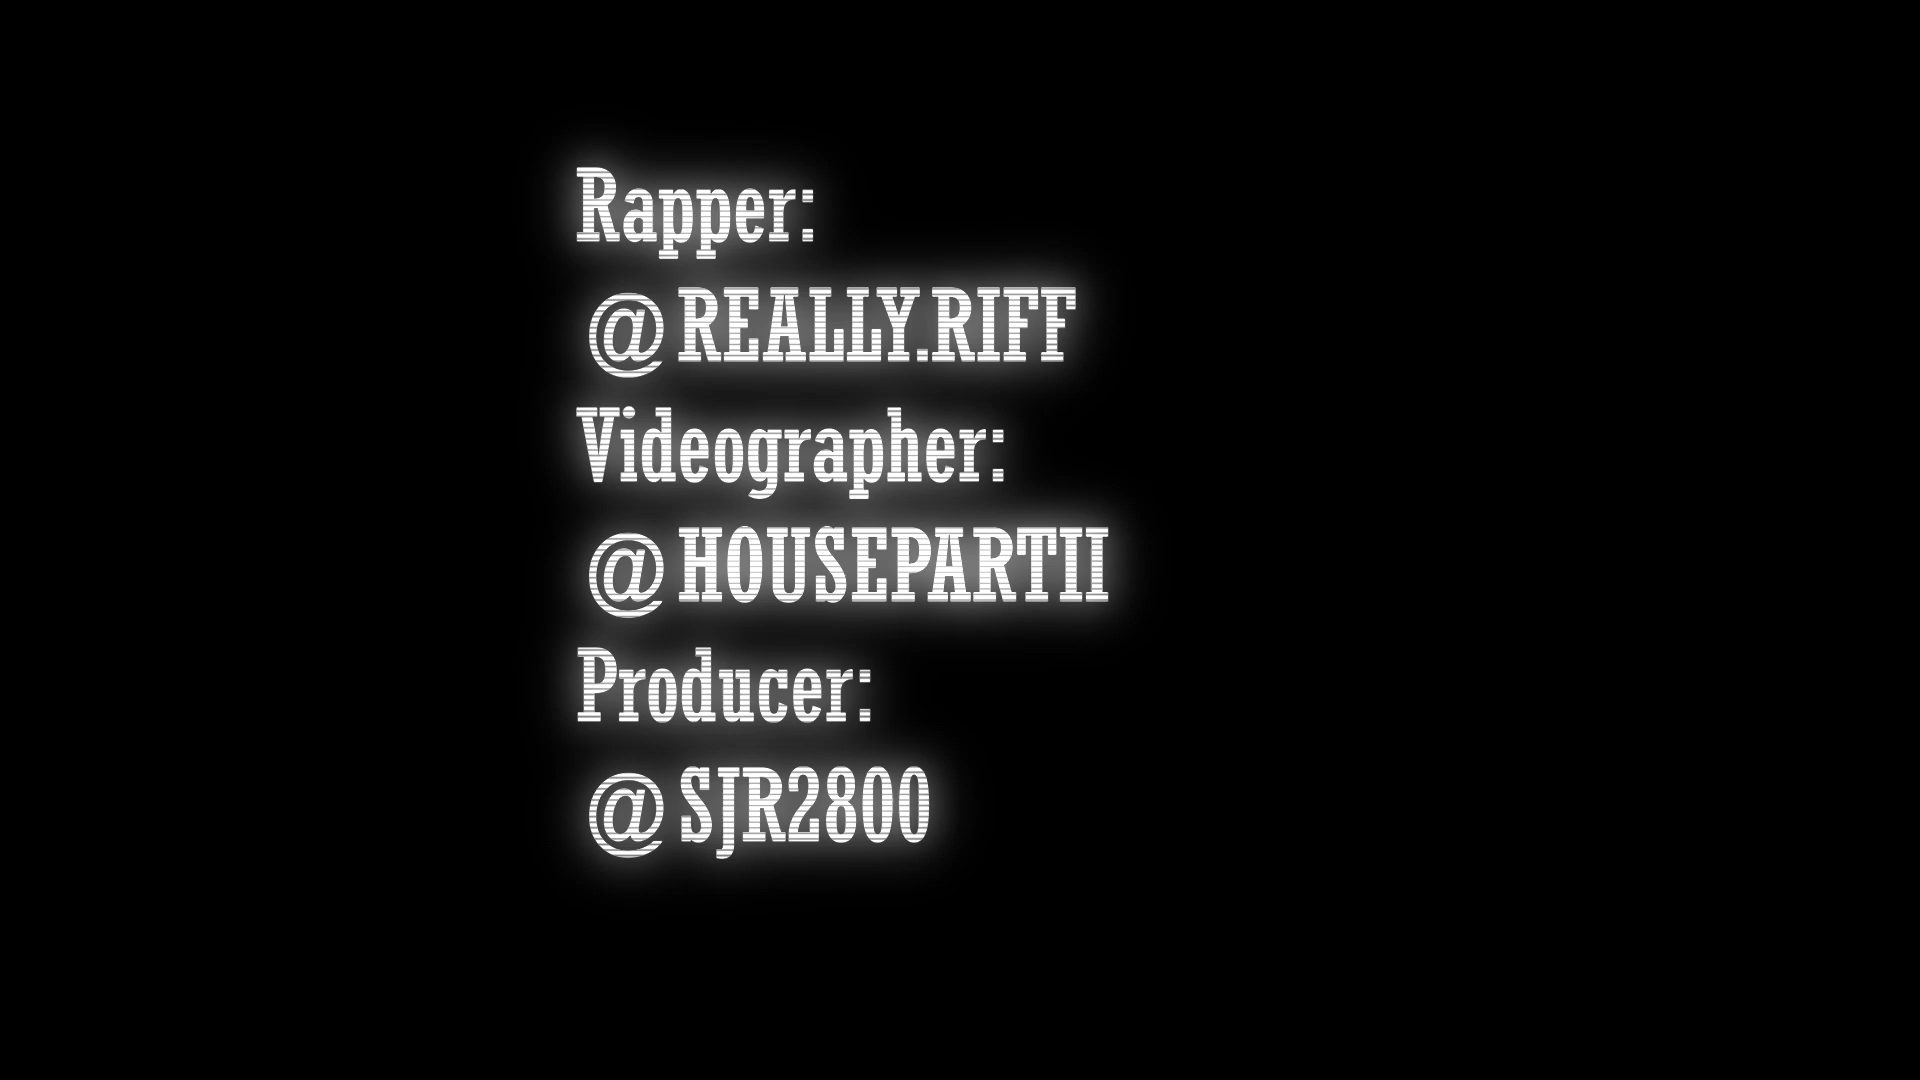 Rapper:
@REALLY.RIFF
Videographer:
@HOUSEPARTII
Producer:
@SJR2800